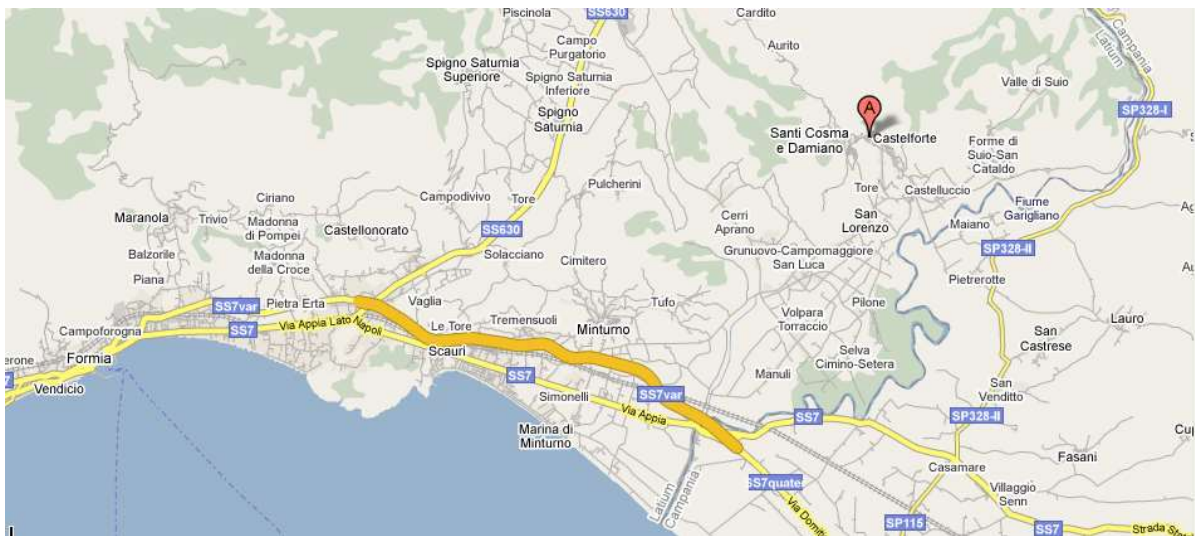 Piscinola
SS630
Cardito
Campania
Latium
Campo
Purgatorio
Aurito
Spigno Saturnia
Superiore
Spigno Saturnia
Inferiore
Valle di Suio
A
SP328-I
Spigno
Saturnia
Santi Cosma
e Damiano
Castelforte
Forme di
Suio-San
Cataldo
Campodivivo
Tore
Pulcherini
Tore
Castelluccio
Ciriano
Maranola
Trivio
Madonna
di Pompei
Castellonorato
SS630
Cerri
Aprano
San
Lorenzo
Fiume
Garigliano
Maiano
Balzorile
Madonna
della Croce
Solacciano
Cimitero
Grunuovo-Campomaggiore
San Luca
SP328-II
Piana
Pietrerotte
SS7var
Pietra Erta
Vaglia
Tufo
Pilone
Campoforogna
SS7
Via Appia Lato Napoli
Le Tore
Tremensuoli
Minturno
Volpara
Torraccio
Lauro
Formia
Scauri
San
Castrese
Vendicio
SS7
Selva
Cimino-Setera
Manuli
Simonelli
SS7var
San
Venditto
Via Appia
SS7
SP328-II
Marina di
Minturno
Fasani
Casamare
SS7quater
Villaggio
Senn
Latium
Campania
Via Domiti
SP115
SS7
Strada Stat